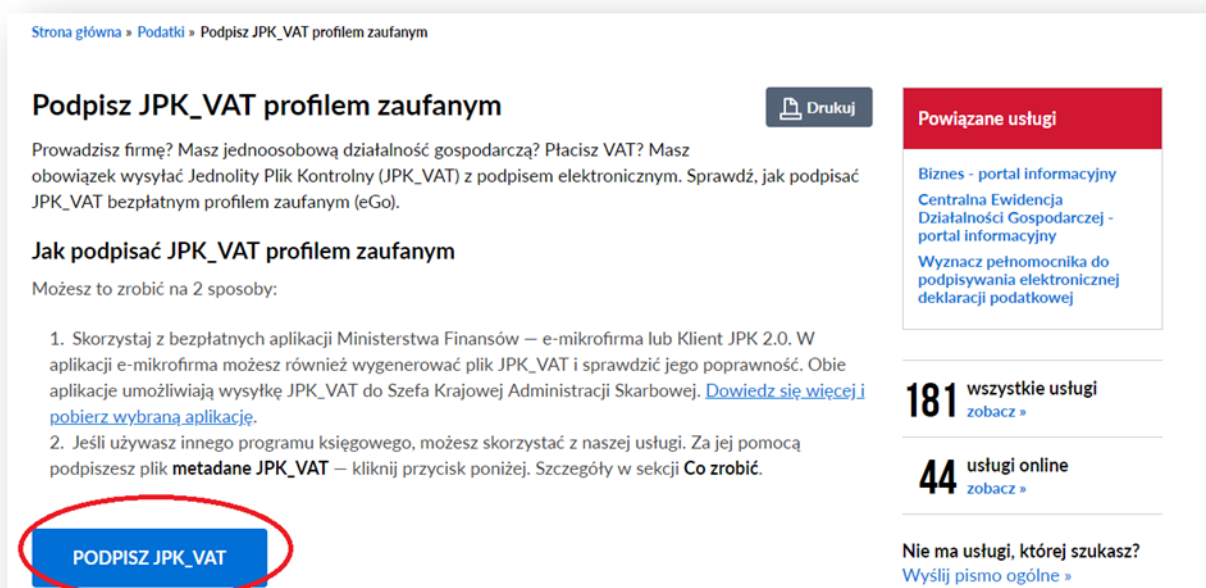 Strona główna » Podatki » Podpisz JPK_VAT profilem zaufanym
Podpisz JPK_VAT profilem zaufanym
Drukuj
Prowadzisz firmę? Masz jednoosobową działalność gospodarczą? Płacisz VAT? Masz
obowiązek wysyłać Jednolity Plik Kontrolny (JPK_VAT) z podpisem elektronicznym. Sprawdź, jak podpisać
JPK_VAT bezpłatnym profilem zaufanym (eGo).
Jak podpisać JPK_VAT profilem zaufanym
Możesz to zrobić na 2 sposoby:
1. Skorzystaj z bezpłatnych aplikacji Ministerstwa Finansów — e-mikrofirma lub Klient JPK 2.0. W
aplikacji e-mikrofirma możesz również wygenerować plik JPK_VAT i sprawdzić jego poprawność. Obie
aplikacje umożliwiają wysyłkę JPK_VAT do Szefa Krajowej Administracji Skarbowej. Dowiedz się więcej i
pobierz wybraną aplikację.
2. Jeśli używasz innego programu księgowego, możesz skorzystać z naszej usługi. Za jej pomocą
podpiszesz plik metadane JPK_VAT — kliknij przycisk poniżej. Szczegóły w sekcji Co zrobić.
PODPISZ JPK_VAT
Powiązane usługi
Biznes - portal informacyjny
Centralna Ewidencja
Działalności Gospodarczej -
portal informacyjny
Wyznacz pełnomocnika do
podpisywania elektronicznej
deklaracji podatkowej
181 wszystkie usługi
zobacz »
44 usługi online
zobacz »
Nie ma usługi, której szukasz?
Wyślij pismo ogólne »